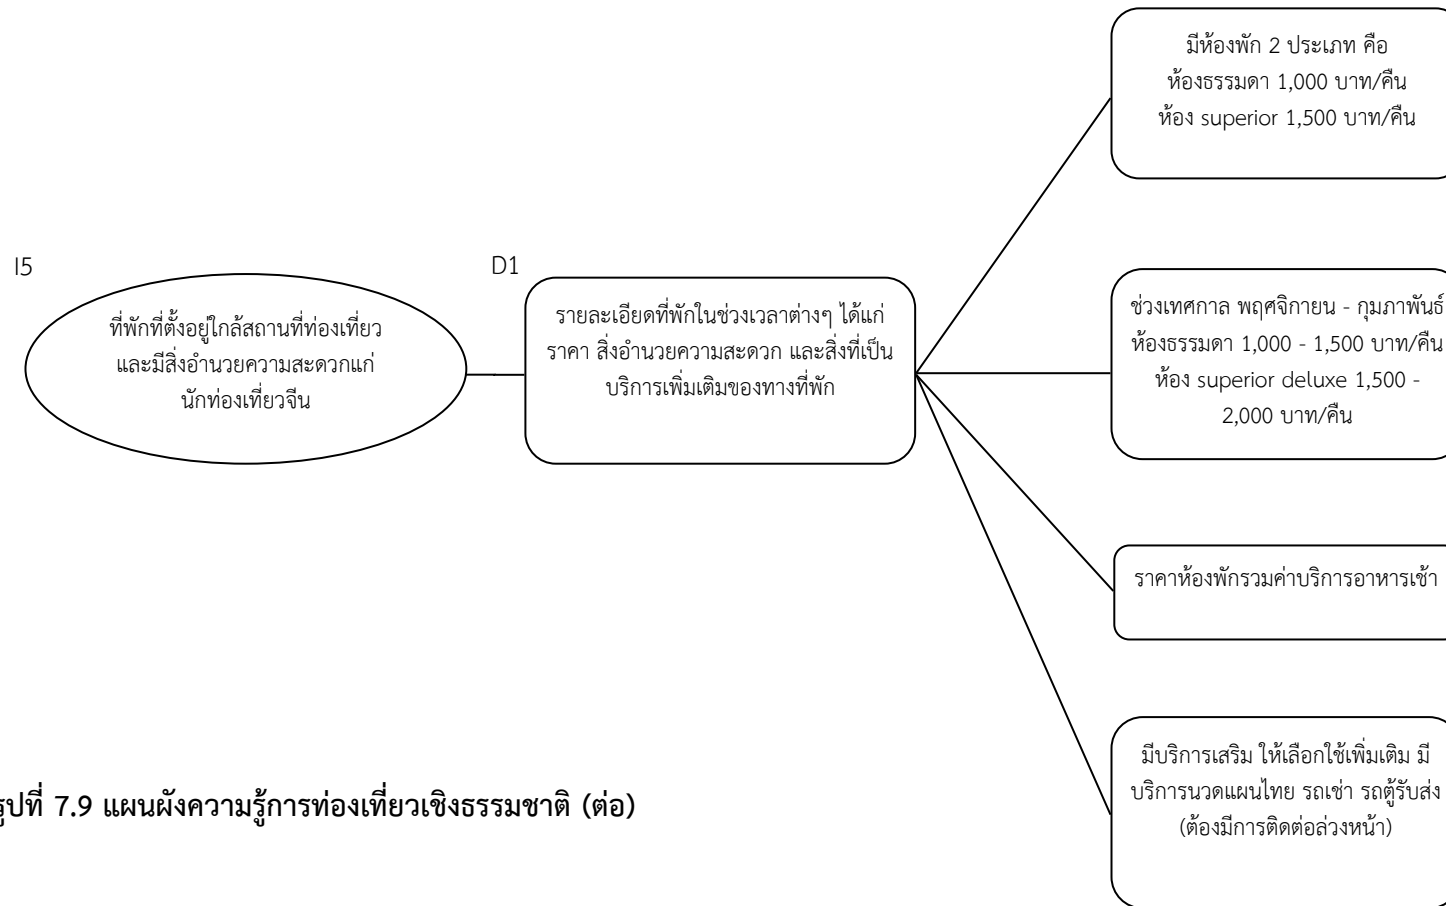 มีห้องพัก 2 ประเภท คือ
ห้องธรรมดา 1,000 บาท/คืน
ห้อง superior 1,500 บาท/คืน
I5
ที่พักที่ตั้งอยู่ใกล้สถานที่ท่องเที่ยว
และมีสิ่งอำนวยความสะดวกแก่
นักท่องเที่ยวจีน
D1
รายละเอียดที่พักในช่วงเวลาต่างๆ ได้แก่
ราคา สิ่งอำนวยความสะดวก และสิ่งที่เป็น
บริการเพิ่มเติมของทางที่พัก
ช่วงเทศกาล พฤศจิกายน - กุมภาพันธ์
ห้องธรรมดา 1,000 - 1,500 บาท/คืน
ห้อง superior deluxe 1,500 -
2,000 บาท/คืน
ราคาห้องพักรวมค่าบริการอาหารเช้า
มีบริการเสริม ให้เลือกใช้เพิ่มเติม มี
บริการนวดแผนไทย รถเช่า รถตู้รับส่ง
(ต้องมีการติดต่อล่วงหน้า)
รูปที่ 7.9 แผนผังความรู้การท่องเที่ยวเชิงธรรมชาติ (ต่อ)